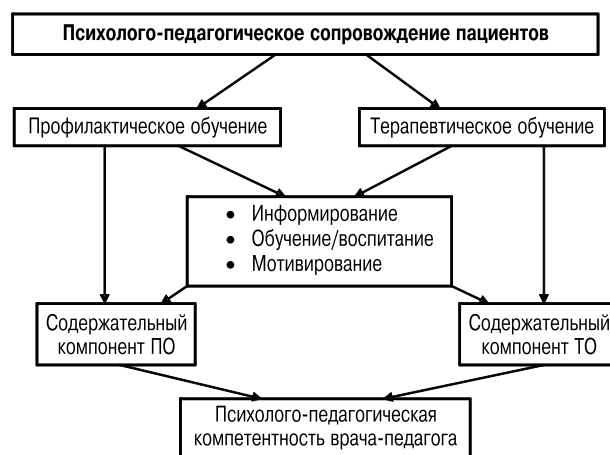 Психолого-педагогическое сопровождение пациентов
Профилактическое обучение
Терапевтическое обучение
• Информирование
• Обучение/воспитание
• Мотивирование
Содержательный
компонент ПО
Содержательный
компонент ТО
Психолого-педагогическая
компетентность врача-педагога